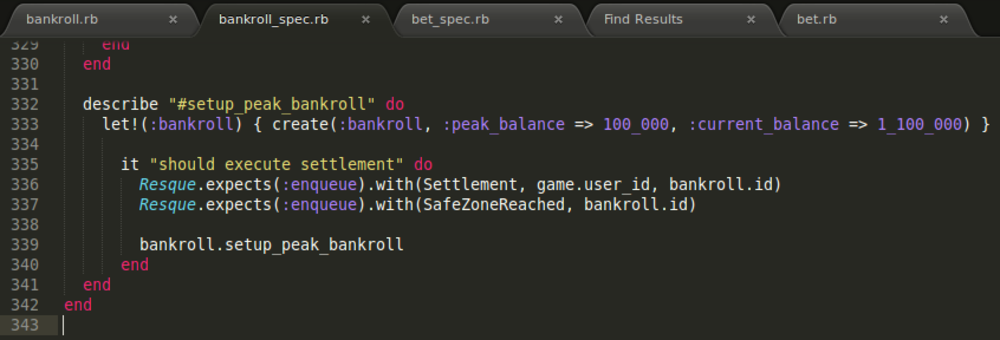 bankroll.rb × bankroll_spec.rb × bet_spec.rb × Find Results × bet.rb ×
329 end
330 end
331
332 describe "#setup_peak_bankroll" do
333 let!(:bankroll) { create(:bankroll, :peak_balance => 100_000, :current_balance => 1_100_000) }
334
335 it "should execute settlement" do
336 Resque.expects(:enqueue).with(Settlement, game.user_id, bankroll.id)
337 Resque.expects(:enqueue).with(SafeZoneReached, bankroll.id)
338
339 bankroll.setup_peak_bankroll
340 end
341 end
342 end
343